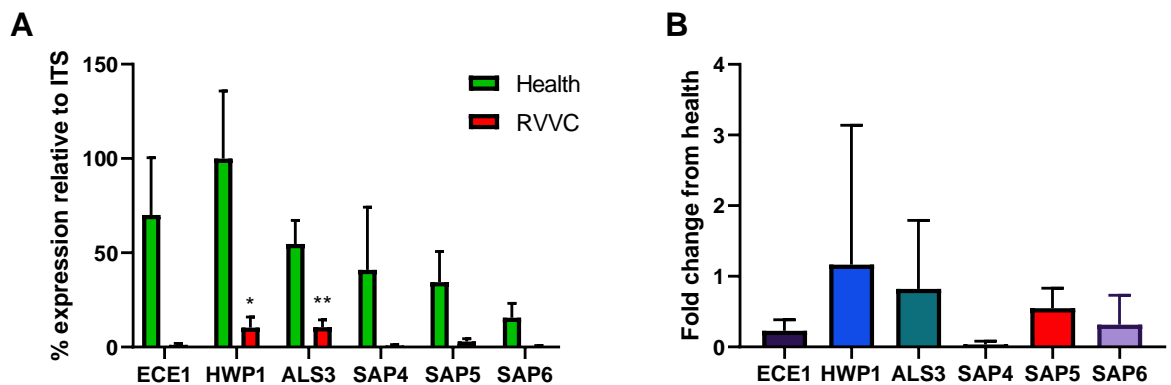 A
% expression relative to ITS
150
100
50
0
Health
RVVC
*
**
ECE1 HWP1 ALS3 SAP4 SAP5 SAP6
B
Fold change from health
4
3
2
1
0
ECE1 HWP1 ALS3 SAP4 SAP5 SAP6